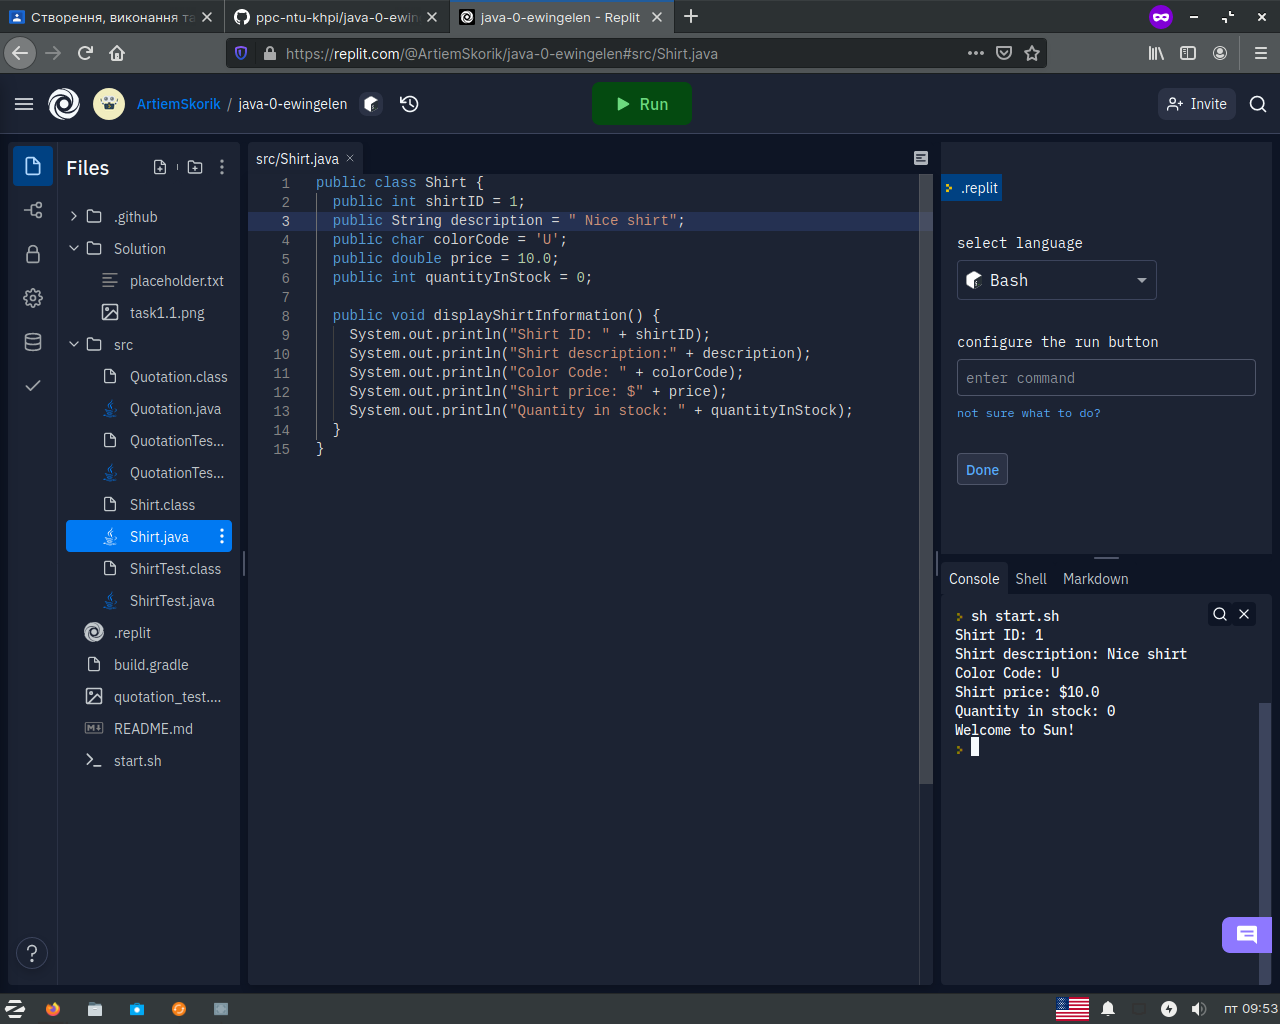 Створення, виконання та
ppc-ntu-khpi/java-0-ewin
java-0-ewingelen - Replit
https://replit.com/@ArtiemSkorik/java-0-ewingelen#src/Shirt.java
ArtiemSkorik / java-0-ewingelen
Run
Invite
Files
.github
Solution
placeholder.txt
task1.1.png
src
Quotation.class
Quotation.java
QuotationTes...
QuotationTes...
Shirt.class
Shirt.java
ShirtTest.class
ShirtTest.java
.replit
build.gradle
quotation_test....
README.md
start.sh
src/Shirt.java
1 public class Shirt {
2 public int shirtID = 1;
3 public String description = " Nice shirt";
4 public char colorCode = 'U';
5 public double price = 10.0;
6 public int quantityInStock = 0;
7
8 public void displayShirtInformation() {
9 System.out.println("Shirt ID: " + shirtID);
10 System.out.println("Shirt description:" + description);
11 System.out.println("Color Code: " + colorCode);
12 System.out.println("Shirt price: $" + price);
13 System.out.println("Quantity in stock: " + quantityInStock);
14 }
15 }
.replit
select language
Bash
configure the run button
enter command
not sure what to do?
Done
Console Shell Markdown
sh start.sh
Shirt ID: 1
Shirt description: Nice shirt
Color Code: U
Shirt price: $10.0
Quantity in stock: 0
Welcome to Sun!
?
пт 09:53